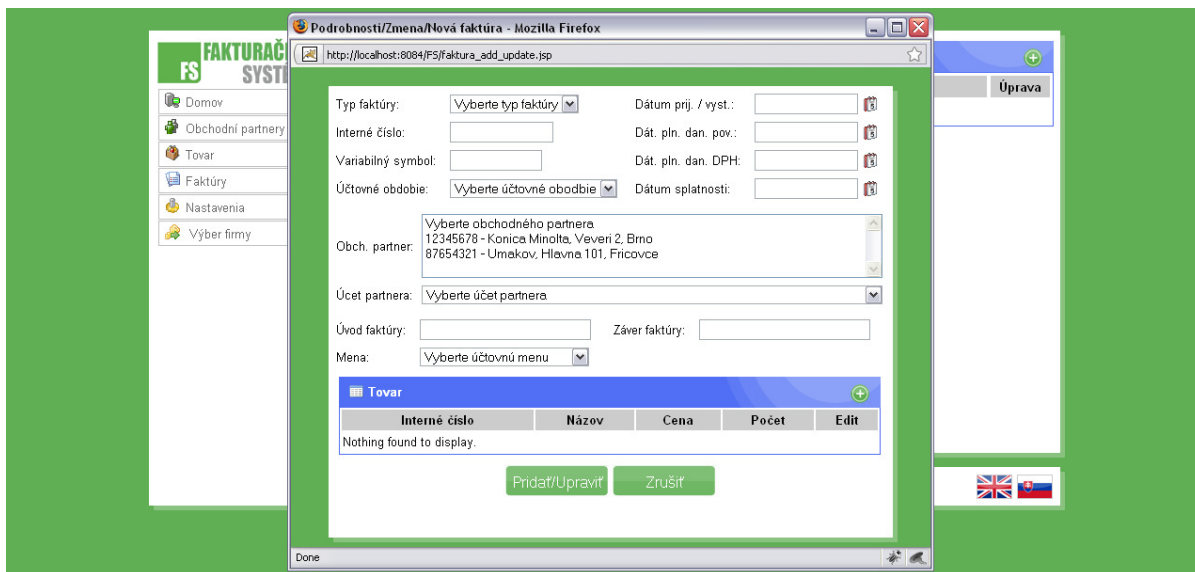 Podrobnosti/Zmena/Nová faktúra - Mozilla Firefox
http://localhost:8084/FS/faktura_add_update.jsp
FAKTURAČ
FS SYST
Domov
Obchodní partnery
Tovar
Faktúry
Nastavenia
Výber firmy
Úprava
Typ faktúry: Vyberte typ faktúry Dátum prij. / vyst.:
Interné číslo: Dát. pln. dan. pov.:
Variabilný symbol: Dát. pln. dan. DPH:
Účtovné obdobie: Vyberte účtovné obodbie Dátum splatnosti:
Vyberte obchodného partnera
Obch. partner: 12345678 - Konica Minolta, Veveri 2, Brno
87654321 - Umakov, Hlavna 101, Fricovce
Úcet partnera: Vyberte účet partnera
Úvod faktúry: Záver faktúry:
Mena: Vyberte účtovnú menu
Tovar
Interné číslo Názov Cena Počet Edit
Nothing found to display.
Pridať/Upraviť Zrušiť
Done